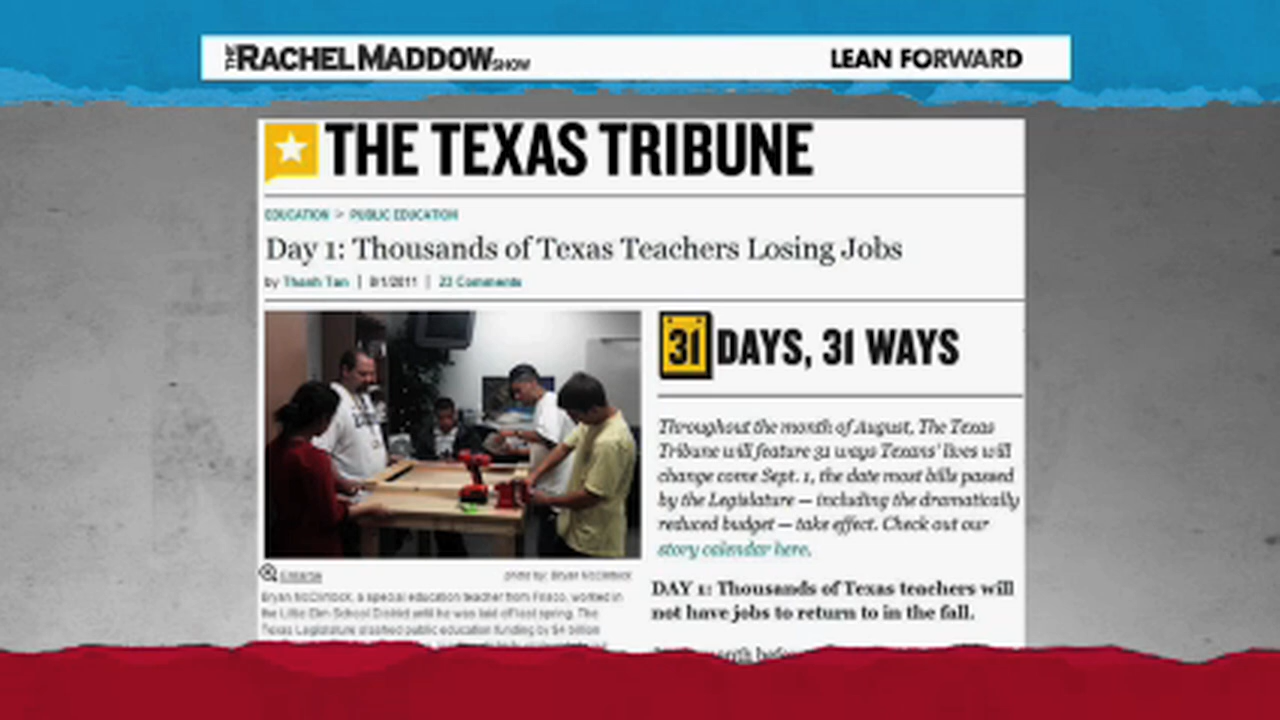 THE RACHEL MADDOW SHOW
LEAN FORWARD
THE TEXAS TRIBUNE
EDUCATION > PUBLIC EDUCATION
Day 1: Thousands of Texas Teachers Losing Jobs
by Thanh Tan | 8/1/2011 | 23 Comments
31 DAYS, 31 WAYS
Throughout the month of August, The Texas
Tribune will feature 31 ways Texans' lives will
change come Sept. 1, the date most bills passed
by the Legislature — including the dramatically
reduced budget — take effect. Check out our
story calendar here.
Enlarge
photo by: Bryan McClintock
Bryan McClintock, a special education teacher from Frisco, worked in
the Little Elm School District until he was laid off last spring. The
Texas Legislature slashed public education funding by $4 billion
DAY 1: Thousands of Texas teachers will
not have jobs to return to in the fall.